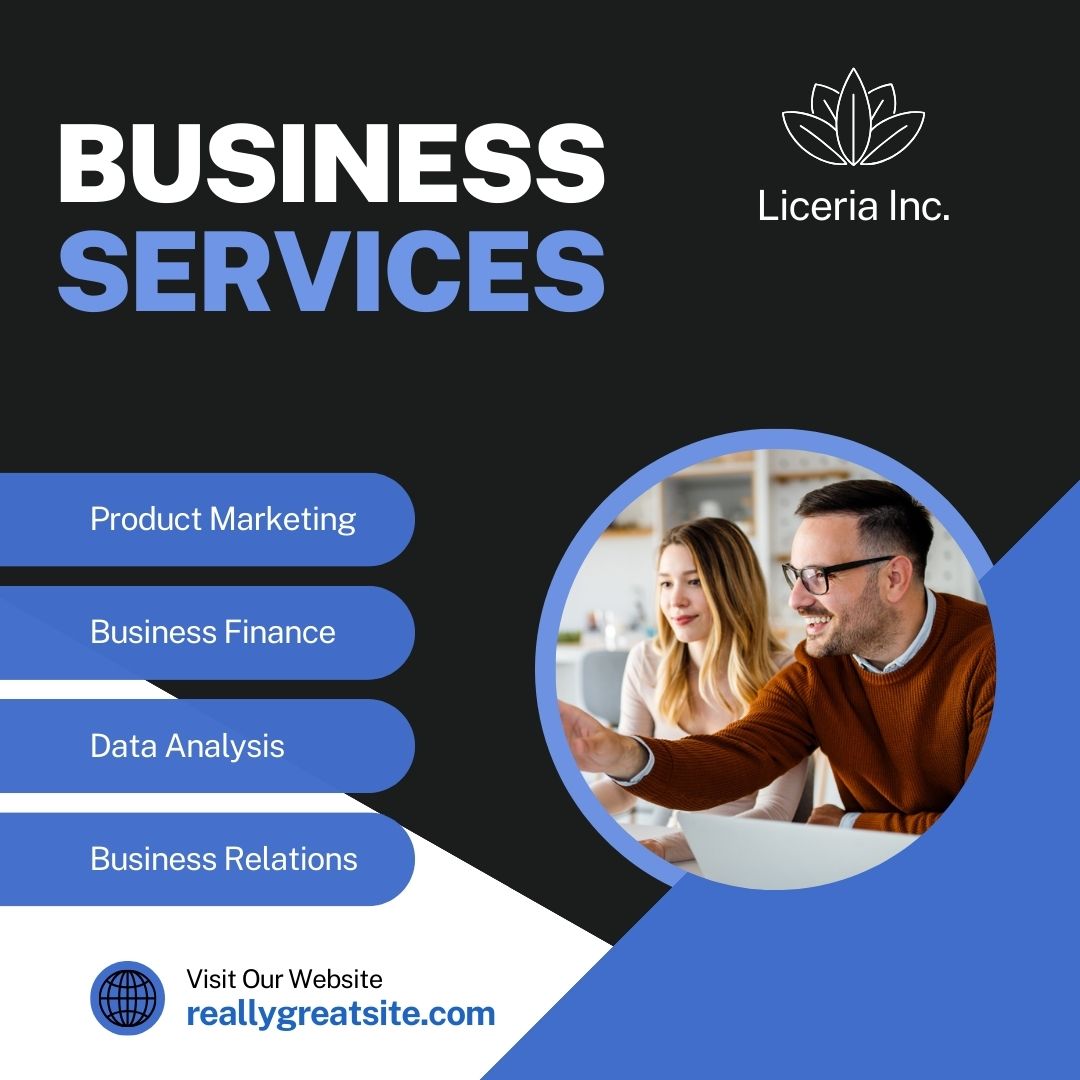 BUSINESS
SERVICES
Liceria Inc.
Product Marketing
Business Finance
Data Analysis
Business Relations
Visit Our Website
reallygreatsite.com